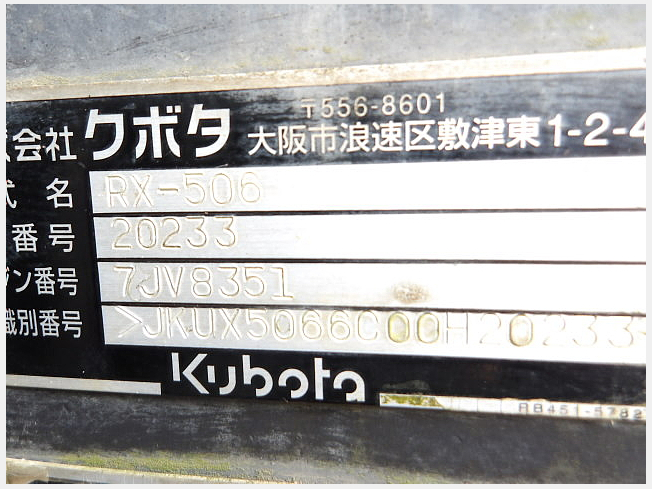 会社 クボタ
〒556-8601
大阪市浪速区敷津東1-2-4
式 名 RX-506
番号 20233
ジン番号 7JV8351
識別番号 >JKUX5066C00H20233
Kubota
RB451-5782